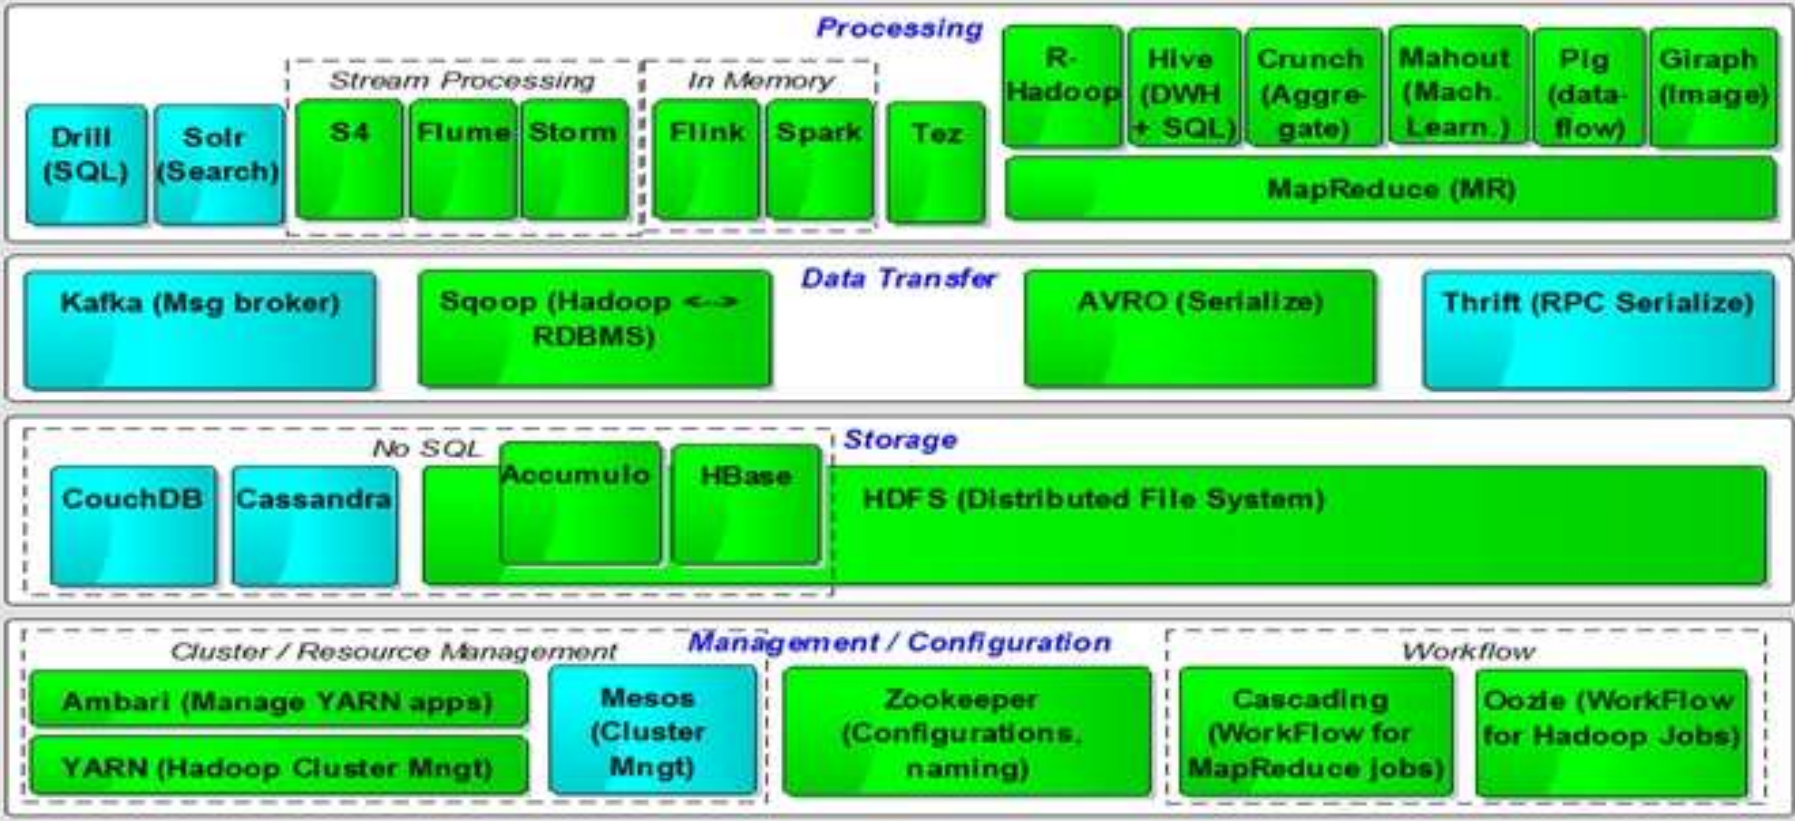 Processing
Drill
(SQL)
Solr
(Search)
Stream Processing
S4
Flume
Storm
In Memory
Flink
Spark
Tez
R-
Hadoop
Hive
(DWH
+ SQL)
Crunch
(Aggre-
gate)
Mahout
(Mach.
Learn.)
Pig
(data-
flow)
Giraph
(Image)
MapReduce (MR)
Data Transfer
Kafka (Msg broker)
Sqoop (Hadoop <-->
RDBMS)
AVRO (Serialize)
Thrift (RPC Serialize)
Storage
No SQL
CouchDB
Cassandra
Accumulo
HBase
HDFS (Distributed File System)
Management / Configuration
Cluster / Resource Management
Ambari (Manage YARN apps)
YARN (Hadoop Cluster Mngt)
Mesos
(Cluster
Mngt)
Zookeeper
(Configurations,
naming)
Workflow
Cascading
(WorkFlow for
MapReduce jobs)
Oozie (WorkFlow
for Hadoop Jobs)